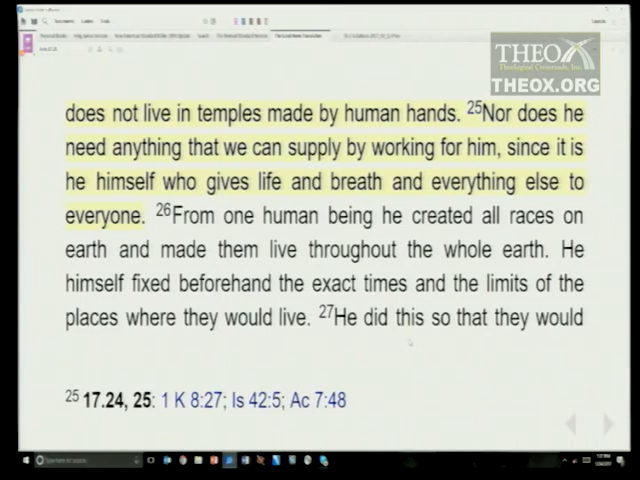 THEOX
Theological Crossroads, Inc.
THEOX.ORG
does not live in temples made by human hands. 25Nor does he
need anything that we can supply by working for him, since it is
he himself who gives life and breath and everything else to
everyone. 26From one human being he created all races on
earth and made them live throughout the whole earth. He
himself fixed beforehand the exact times and the limits of the
places where they would live. 27He did this so that they would
25 17.24, 25: 1 K 8:27; Is 42:5; Ac 7:48